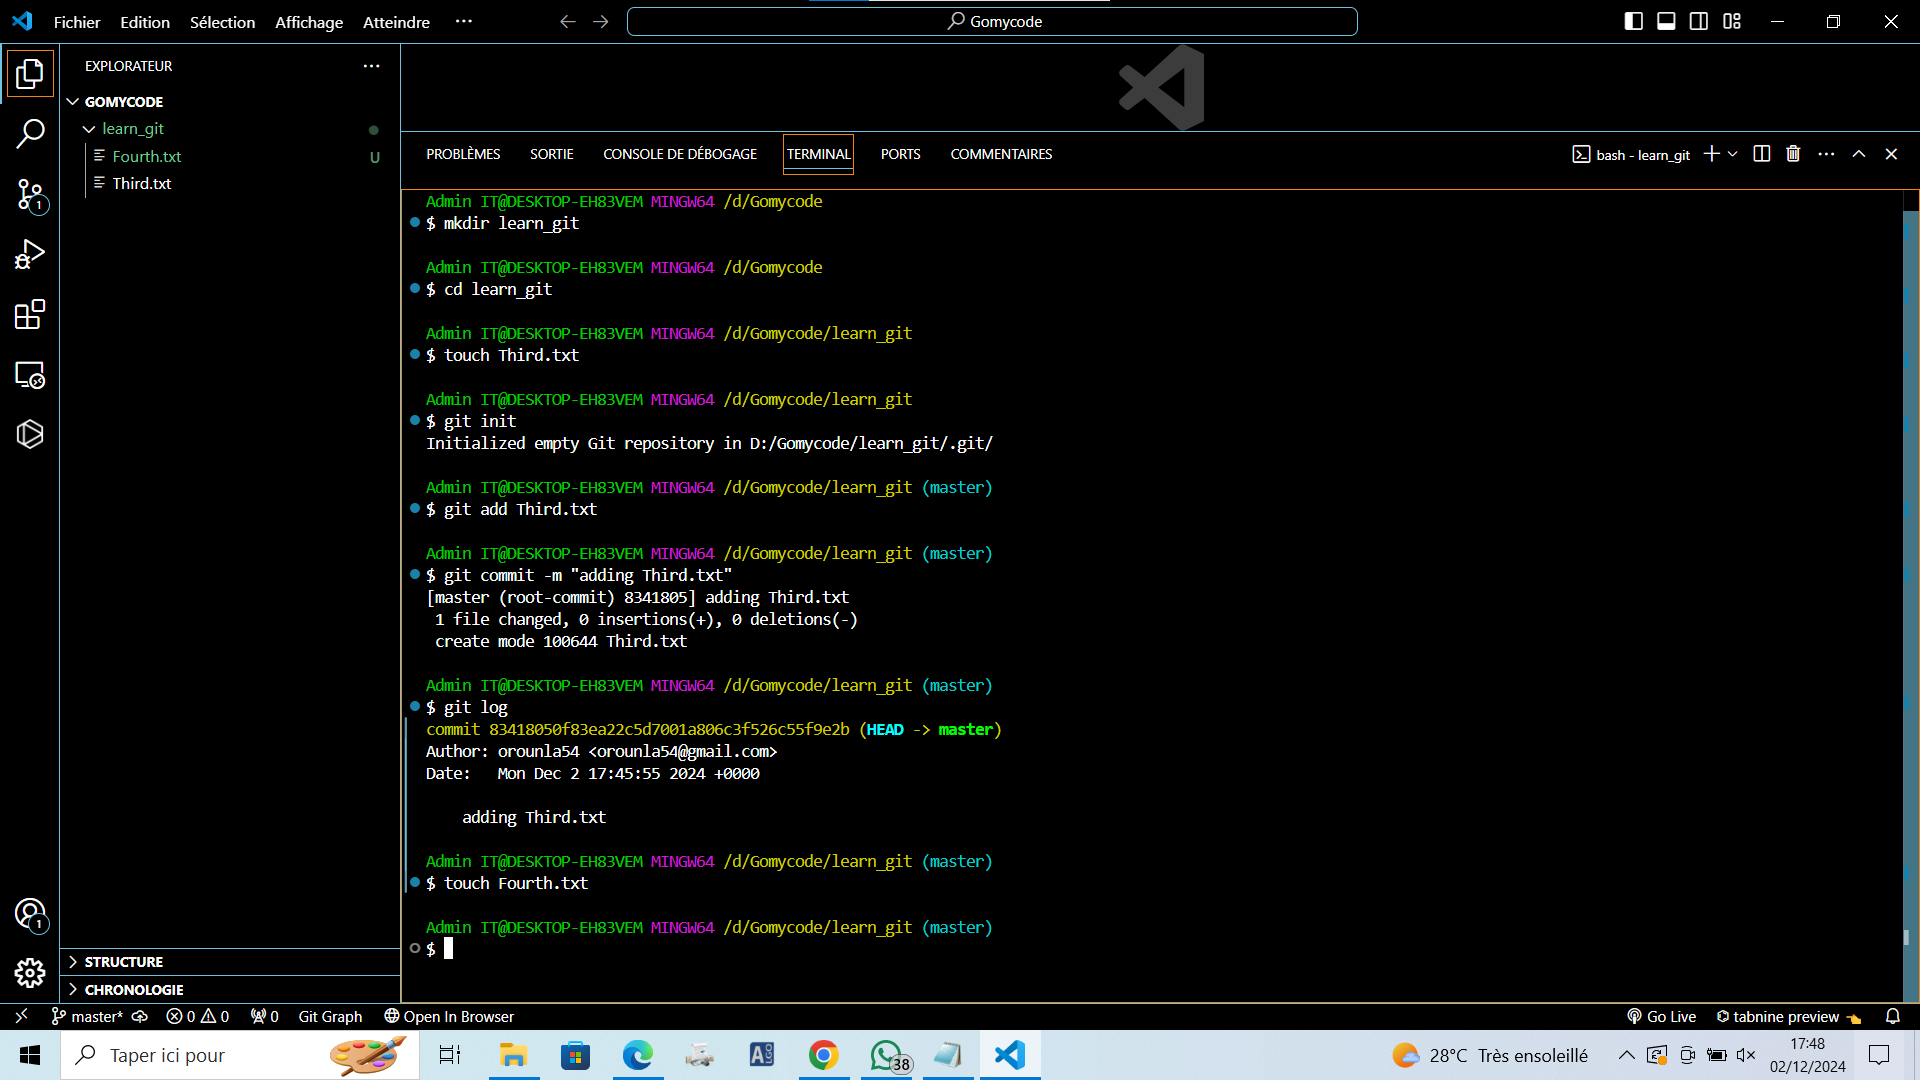 Fichier Edition Sélection Affichage Atteindre ···
Gomycode
EXPLORATEUR ···
GOMYCODE
learn_git
Fourth.txt U
Third.txt
1
1
STRUCTURE
CHRONOLOGIE
PROBLÈMES SORTIE CONSOLE DE DÉBOGAGE TERMINAL PORTS COMMENTAIRES
bash - learn_git
Admin IT@DESKTOP-EH83VEM MINGW64 /d/Gomycode
$ mkdir learn_git
Admin IT@DESKTOP-EH83VEM MINGW64 /d/Gomycode
$ cd learn_git
Admin IT@DESKTOP-EH83VEM MINGW64 /d/Gomycode/learn_git
$ touch Third.txt
Admin IT@DESKTOP-EH83VEM MINGW64 /d/Gomycode/learn_git
$ git init
Initialized empty Git repository in D:/Gomycode/learn_git/.git/
Admin IT@DESKTOP-EH83VEM MINGW64 /d/Gomycode/learn_git (master)
$ git add Third.txt
Admin IT@DESKTOP-EH83VEM MINGW64 /d/Gomycode/learn_git (master)
$ git commit -m "adding Third.txt"
[master (root-commit) 8341805] adding Third.txt
1 file changed, 0 insertions(+), 0 deletions(-)
create mode 100644 Third.txt
Admin IT@DESKTOP-EH83VEM MINGW64 /d/Gomycode/learn_git (master)
$ git log
commit 83418050f83ea22c5d7001a806c3f526c55f9e2b (HEAD -> master)
Author: orounla54 <orounla54@gmail.com>
Date: Mon Dec 2 17:45:55 2024 +0000
adding Third.txt
Admin IT@DESKTOP-EH83VEM MINGW64 /d/Gomycode/learn_git (master)
$ touch Fourth.txt
Admin IT@DESKTOP-EH83VEM MINGW64 /d/Gomycode/learn_git (master)
$
master* 0 0 0 Git Graph Open In Browser Go Live tabnine preview
Taper ici pour ALGO 38 28°C Très ensoleillé 17:48
02/12/2024